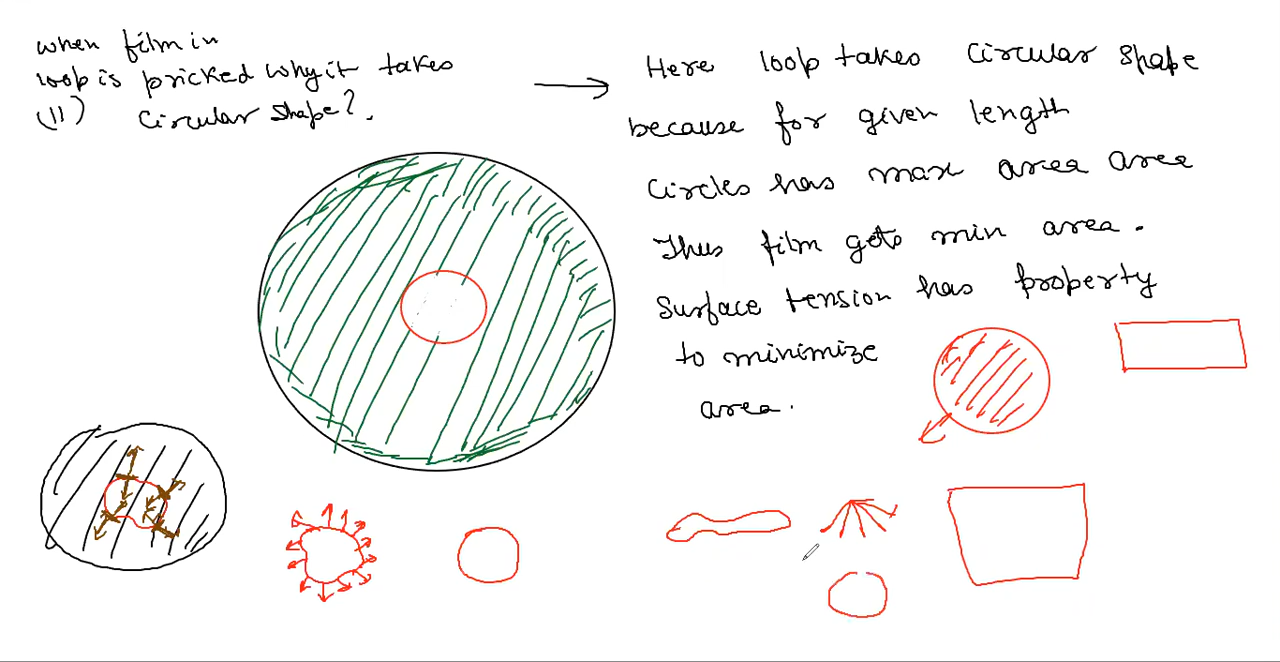 when film in
loop is pricked why it takes
(11) circular shape?.
Here loop takes circular shape
because for given length
circles has max area area
Thus film gets min area.
surface tension has property
to minimize
area.